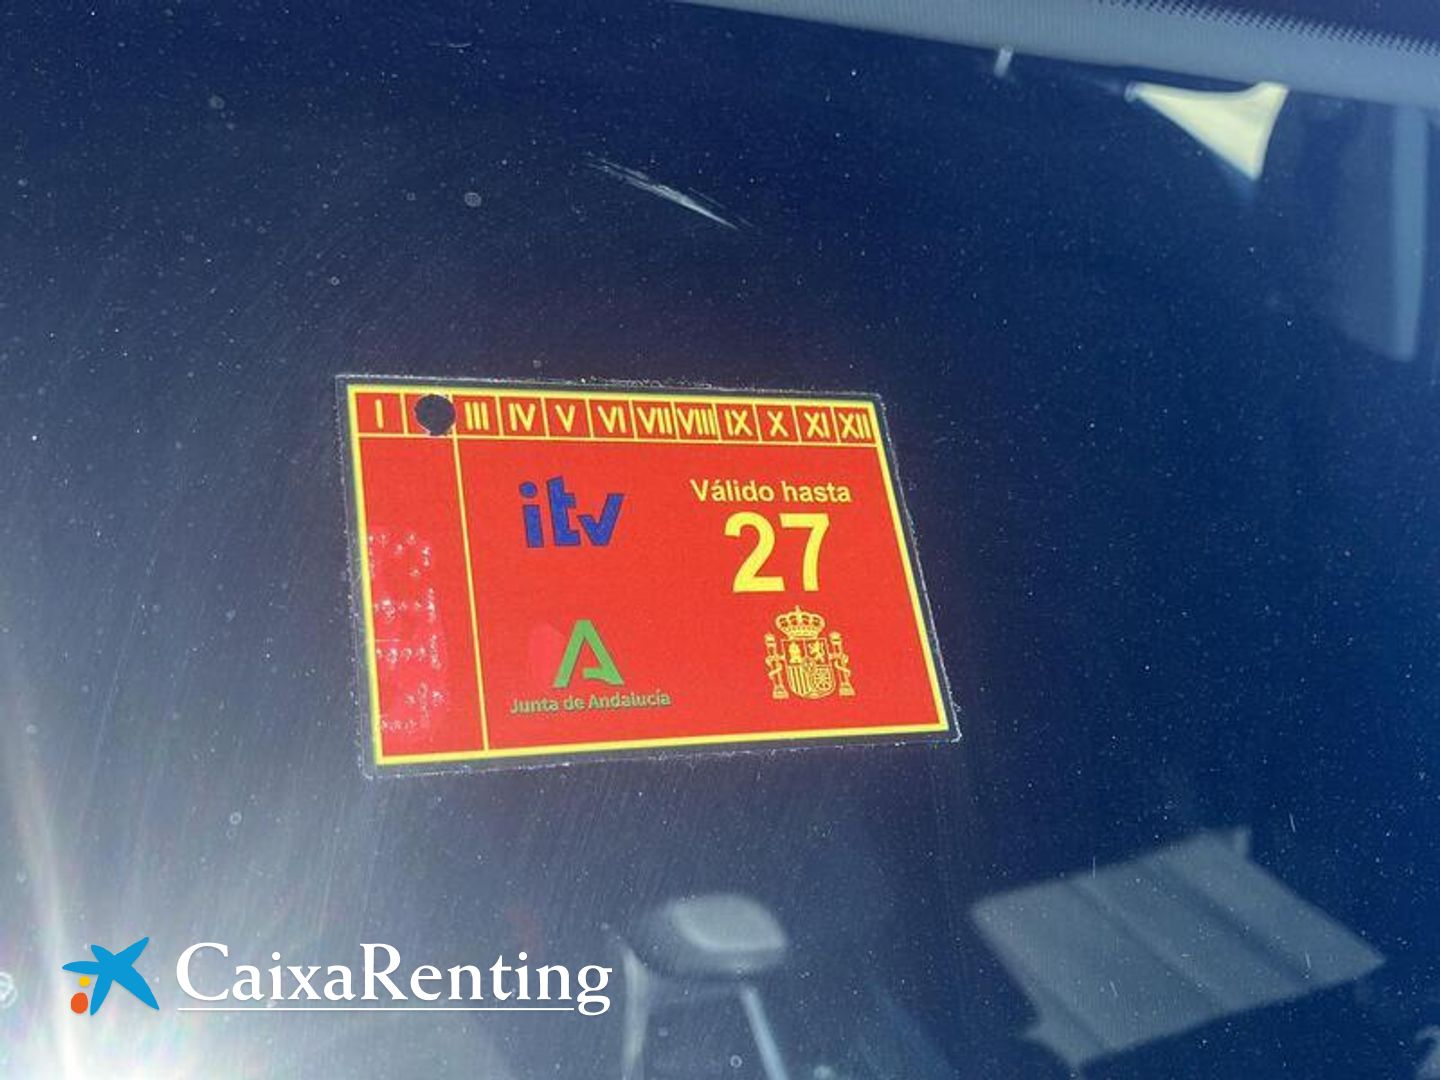 I III IV V VI VII VIII IX X XI XII
itv
Válido hasta
27
Junta de Andalucía
CaixaRenting